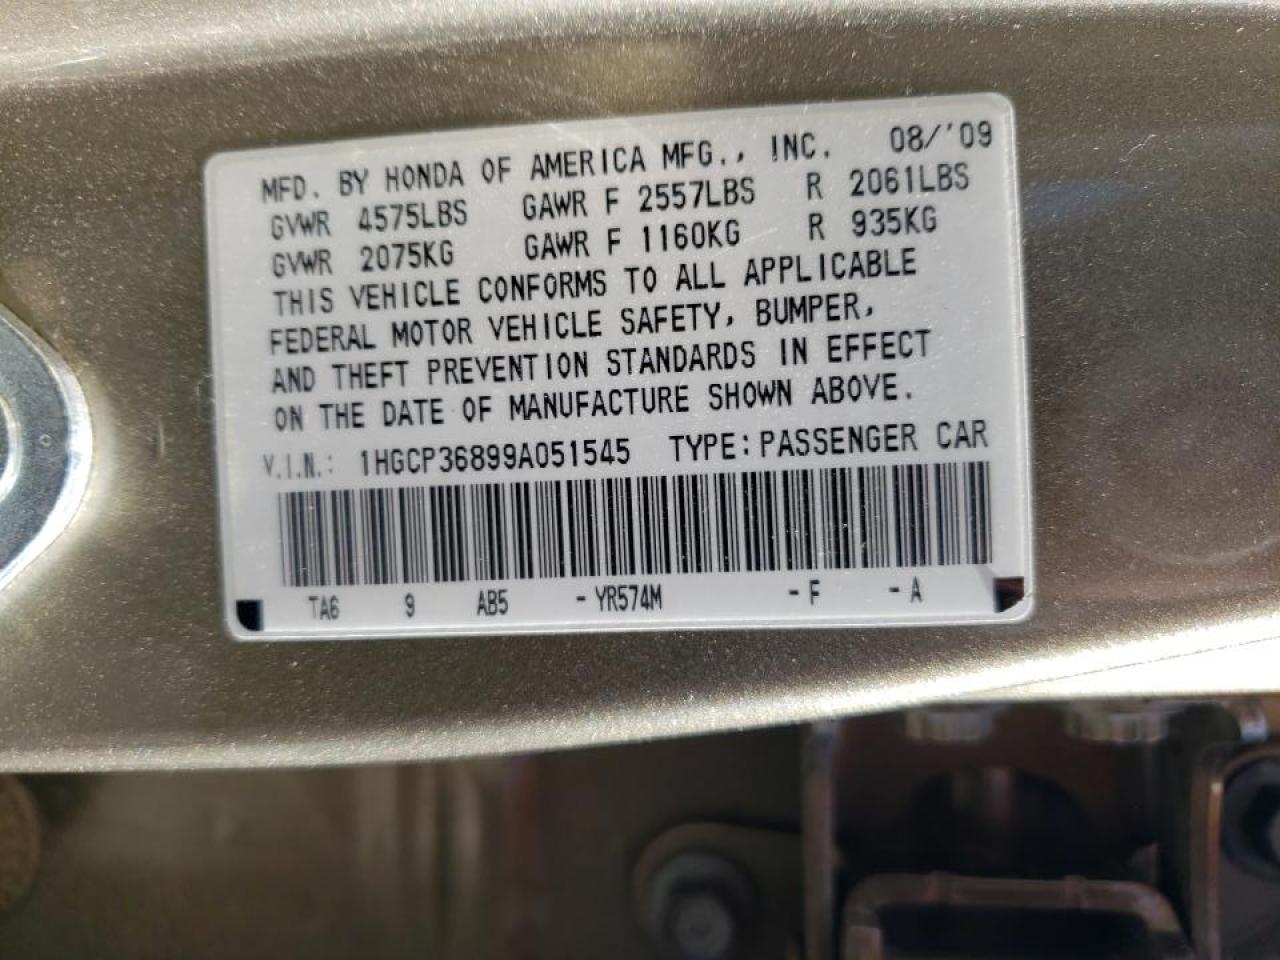 MFD. BY HONDA OF AMERICA MFG., INC. 08/'09
GVWR 4575LBS GAWR F 2557LBS R 2061LBS
GVWR 2075KG GAWR F 1160KG R 935KG
THIS VEHICLE CONFORMS TO ALL APPLICABLE
FEDERAL MOTOR VEHICLE SAFETY, BUMPER,
AND THEFT PREVENTION STANDARDS IN EFFECT
ON THE DATE OF MANUFACTURE SHOWN ABOVE.
V.I.N.: 1HGCP36899A051545 TYPE: PASSENGER CAR
TA6 9 AB5 - YR574M - F - A